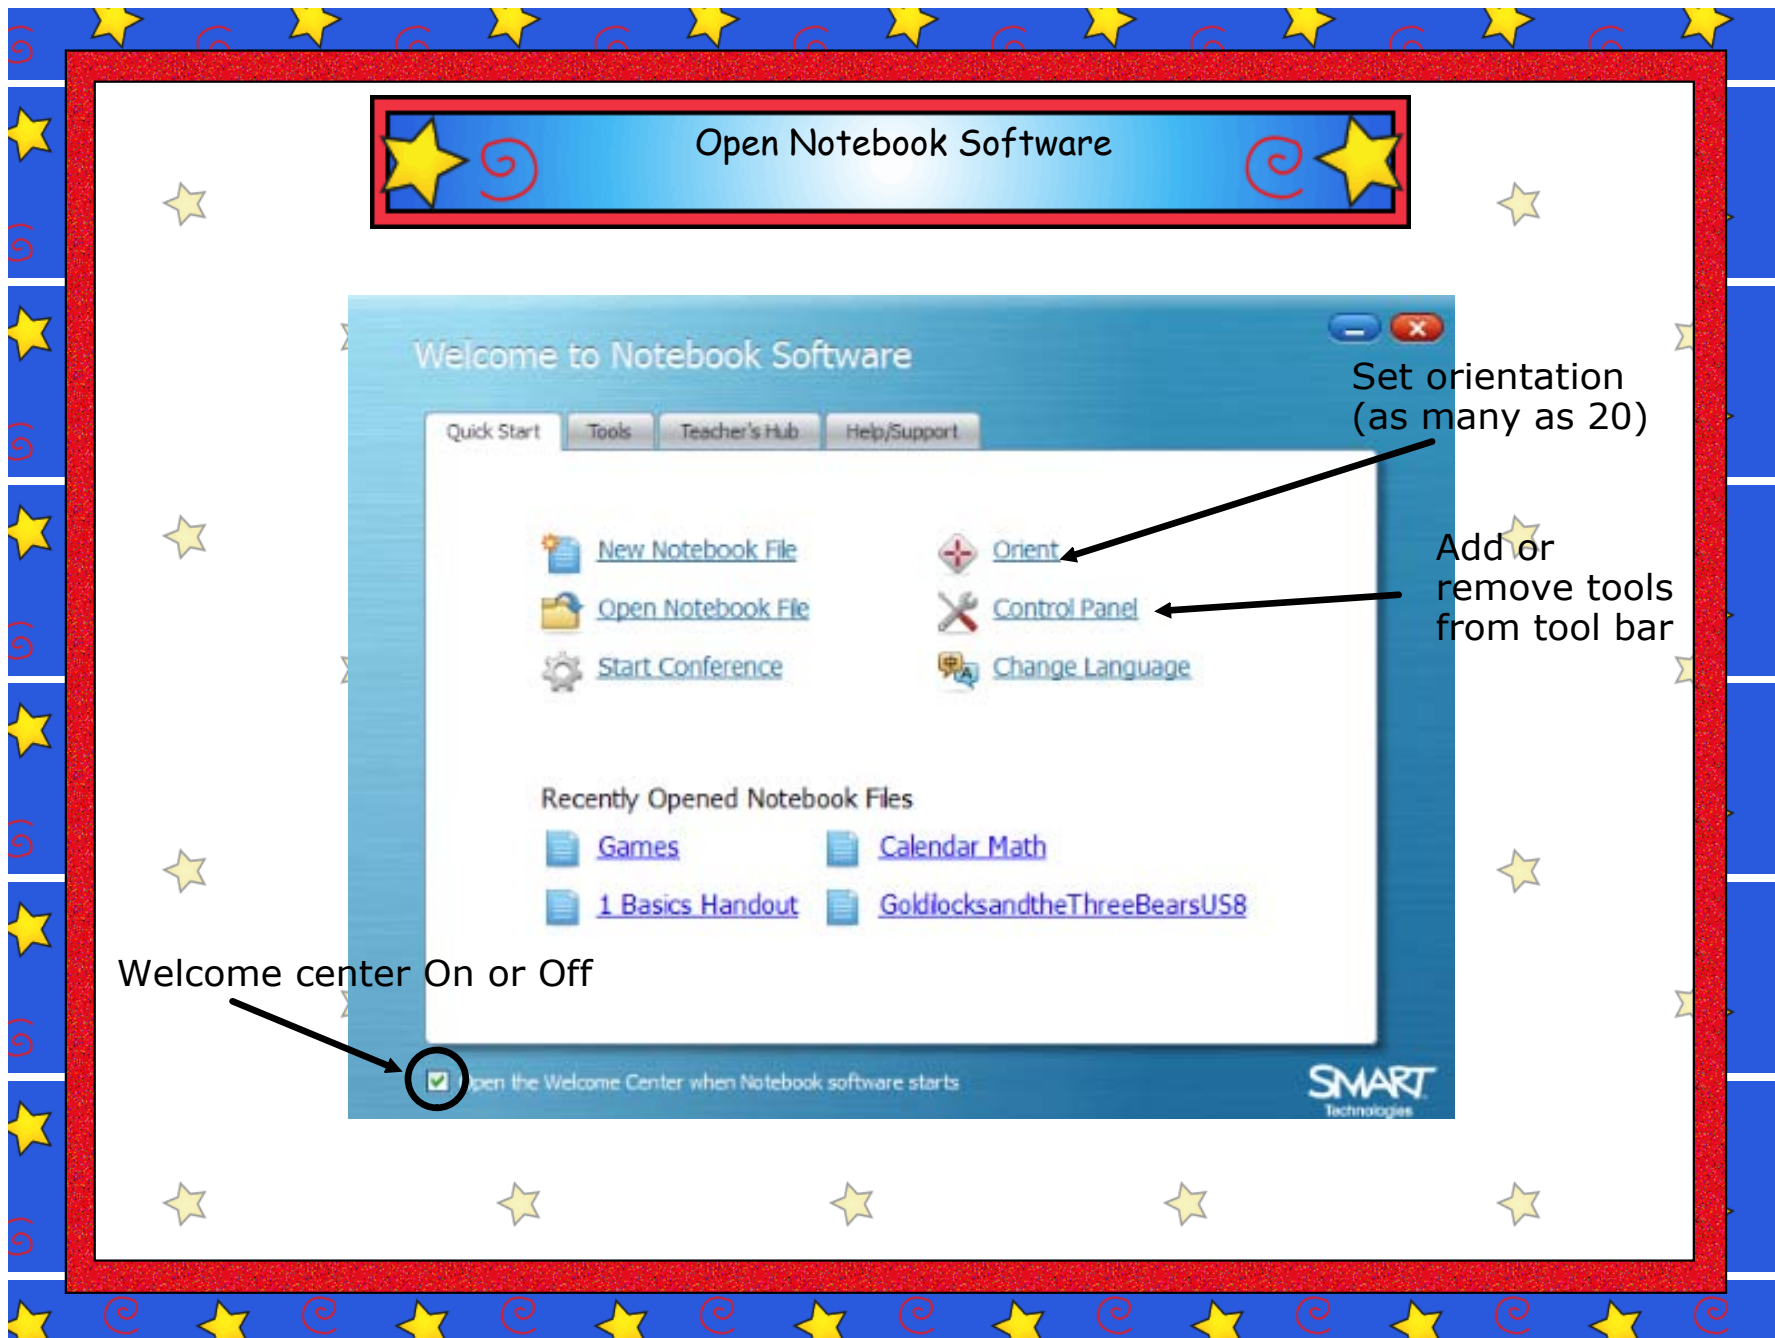 Open Notebook Software
Welcome to Notebook Software
Set orientation
(as many as 20)
Quick Start Tools Teacher's Hub Help/Support
New Notebook File Orient
Add or
remove tools
from tool bar
Open Notebook File Control Panel
Start Conference Change Language
Recently Opened Notebook Files
Games Calendar Math
1 Basics Handout GoldilocksandtheThreeBearsUS8
Welcome center On or Off
Open the Welcome Center when Notebook software starts
SMART
Technologies